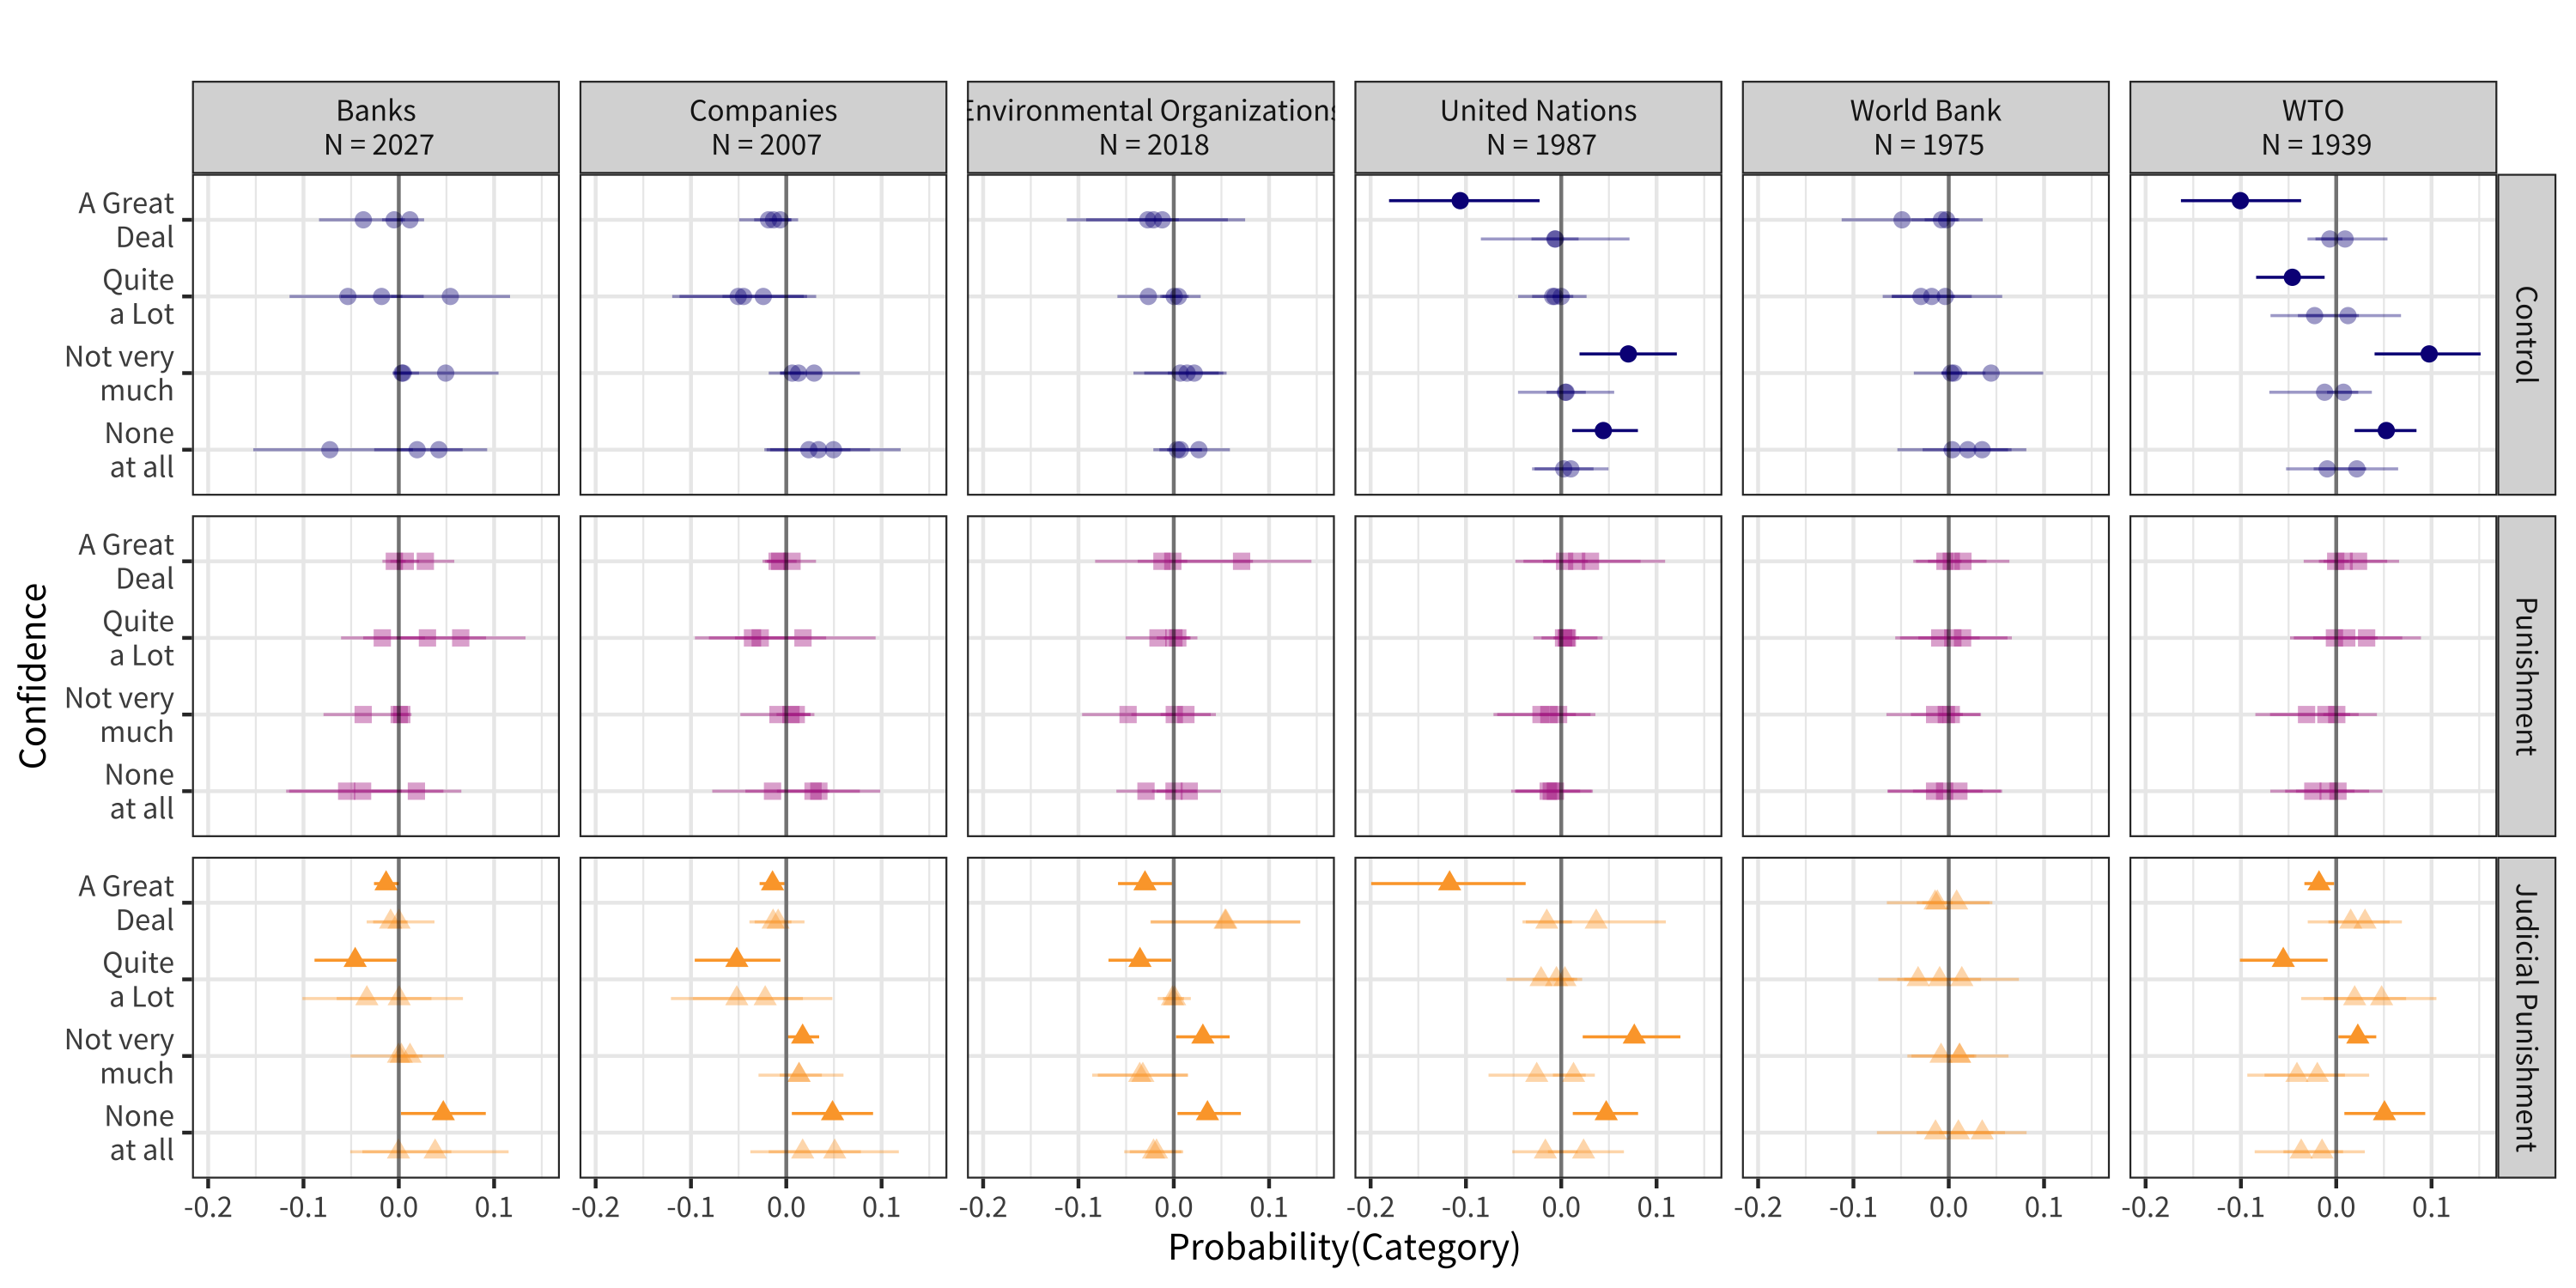 Banks
N = 2027
Companies
N = 2007
Environmental Organizations
N = 2018
United Nations
N = 1987
World Bank
N = 1975
WTO
N = 1939
Confidence
A Great
Deal
Quite
a Lot
Not very
much
None
at all
Control
A Great
Deal
Quite
a Lot
Not very
much
None
at all
Punishment
A Great
Deal
Quite
a Lot
Not very
much
None
at all
Judicial Punishment
-0.2 -0.1 0.0 0.1
-0.2 -0.1 0.0 0.1
-0.2 -0.1 0.0 0.1
-0.2 -0.1 0.0 0.1
-0.2 -0.1 0.0 0.1
-0.2 -0.1 0.0 0.1
Probability(Category)